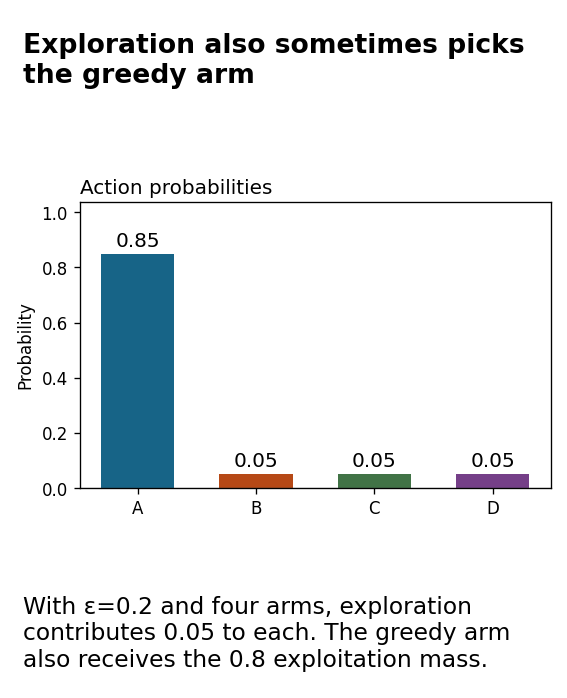 Exploration also sometimes picks
the greedy arm
Action probabilities
Probability
1.0
0.8
0.6
0.4
0.2
0.0
0.85
0.05
0.05
0.05
A
B
C
D
With ε=0.2 and four arms, exploration
contributes 0.05 to each. The greedy arm
also receives the 0.8 exploitation mass.